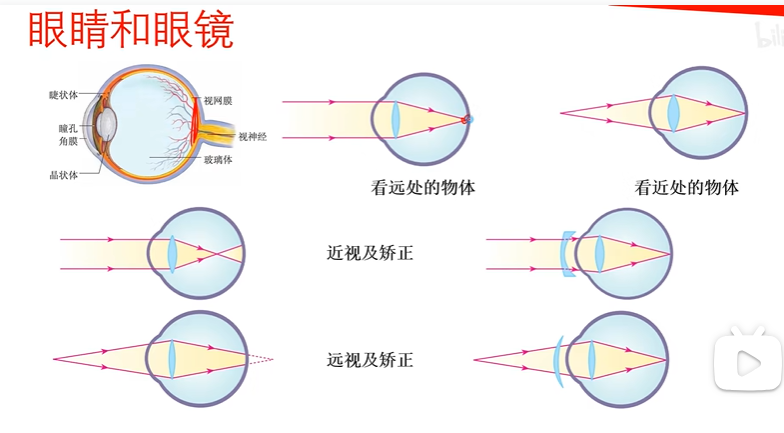 眼睛和眼镜
bili
睫状体
视网膜
瞳孔
角膜
视神经
玻璃体
晶状体
看远处的物体
看近处的物体
近视及矫正
远视及矫正